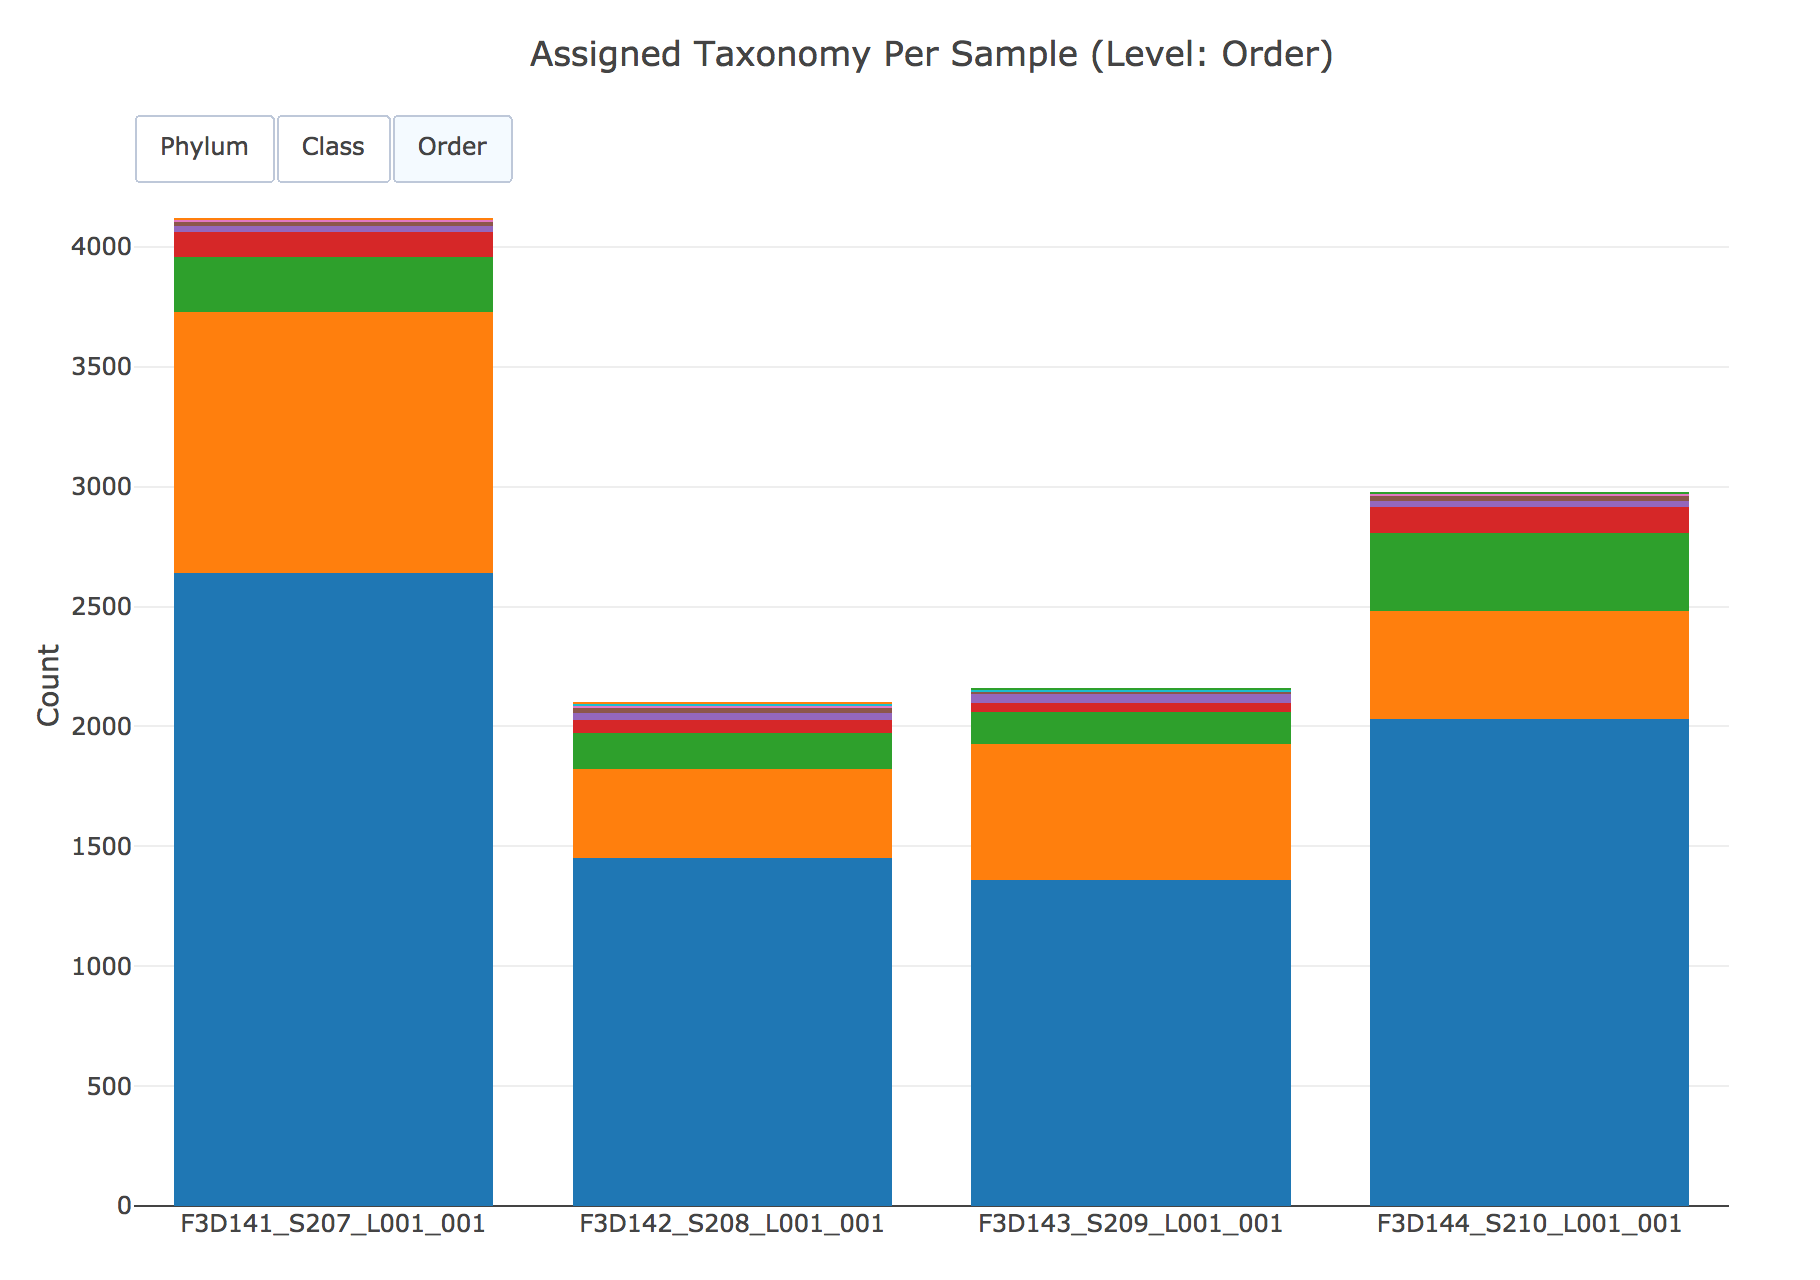 Assigned Taxonomy Per Sample (Level: Order)
Phylum Class Order
4000
3500
3000
2500
2000
1500
1000
500
0
Count
F3D141_S207_L001_001 F3D142_S208_L001_001 F3D143_S209_L001_001 F3D144_S210_L001_001